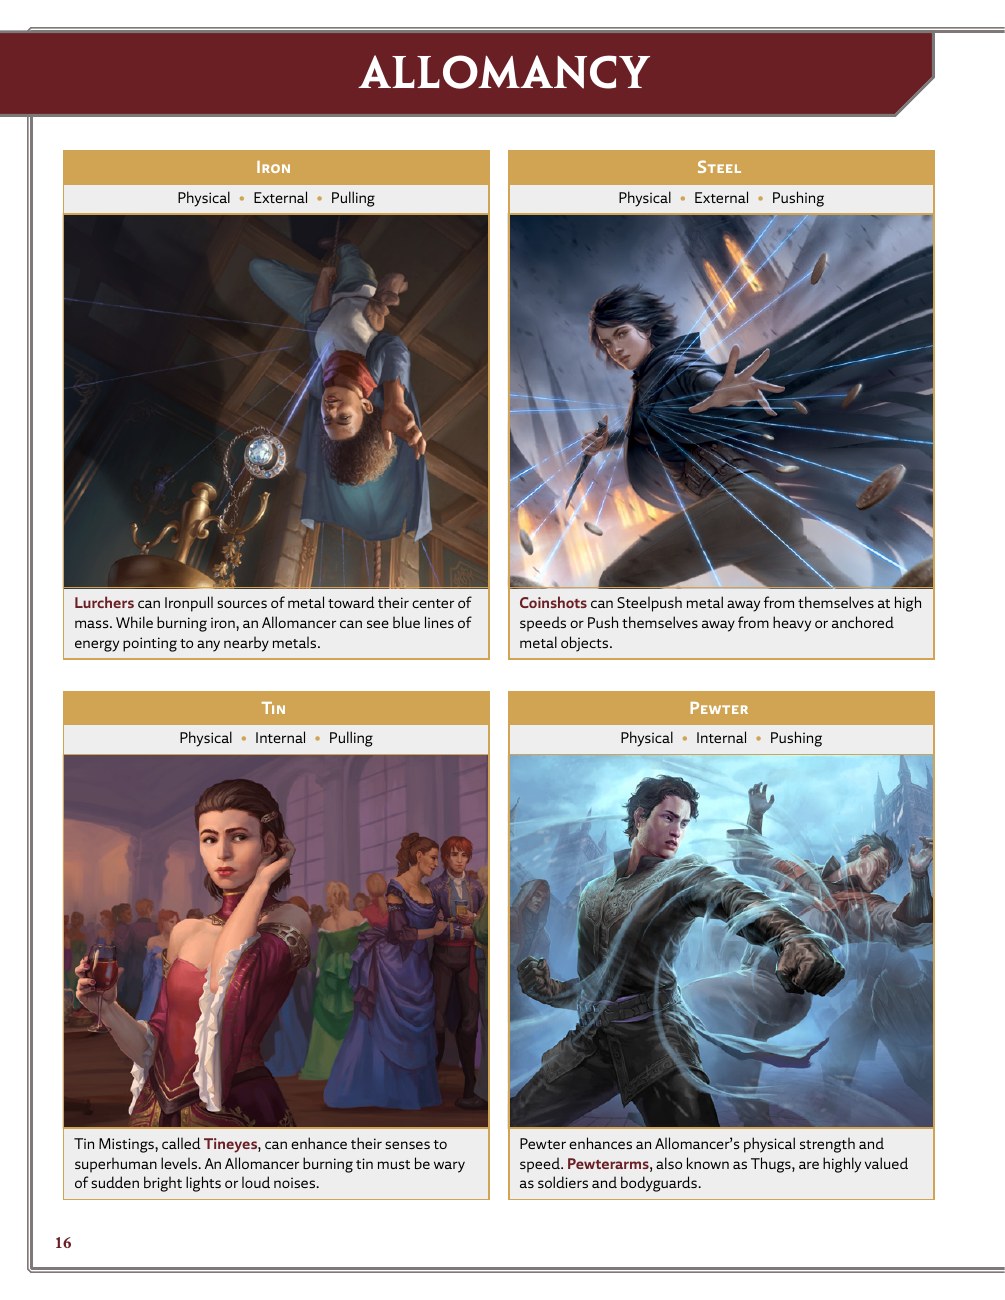 ALLOMANCY
Iron
Physical • External • Pulling
Lurchers can Ironpull sources of metal toward their center of
mass. While burning iron, an Allomancer can see blue lines of
energy pointing to any nearby metals.
Steel
Physical • External • Pushing
Coinshots can Steelpush metal away from themselves at high
speeds or Push themselves away from heavy or anchored
metal objects.
Tin
Physical • Internal • Pulling
Tin Mistings, called Tineyes, can enhance their senses to
superhuman levels. An Allomancer burning tin must be wary
of sudden bright lights or loud noises.
Pewter
Physical • Internal • Pushing
Pewter enhances an Allomancer’s physical strength and
speed. Pewterarms, also known as Thugs, are highly valued
as soldiers and bodyguards.
16